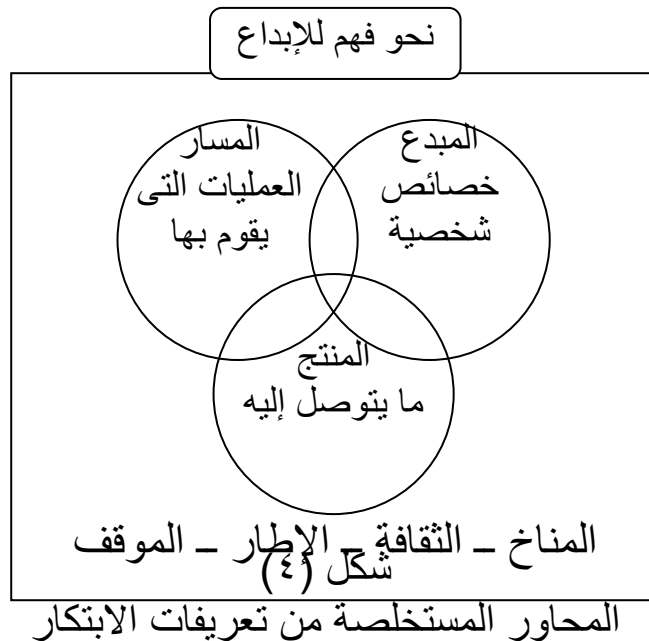 نحو فهم للإبداع
المبدع
خصائص
شخصية
المسار
العمليات التى
يقوم بها
المنتج
ما يتوصل إليه
المناخ – الثقافة – الإطار – الموقف
شكل (٤)
المحاور المستخلصة من تعريفات الابتكار